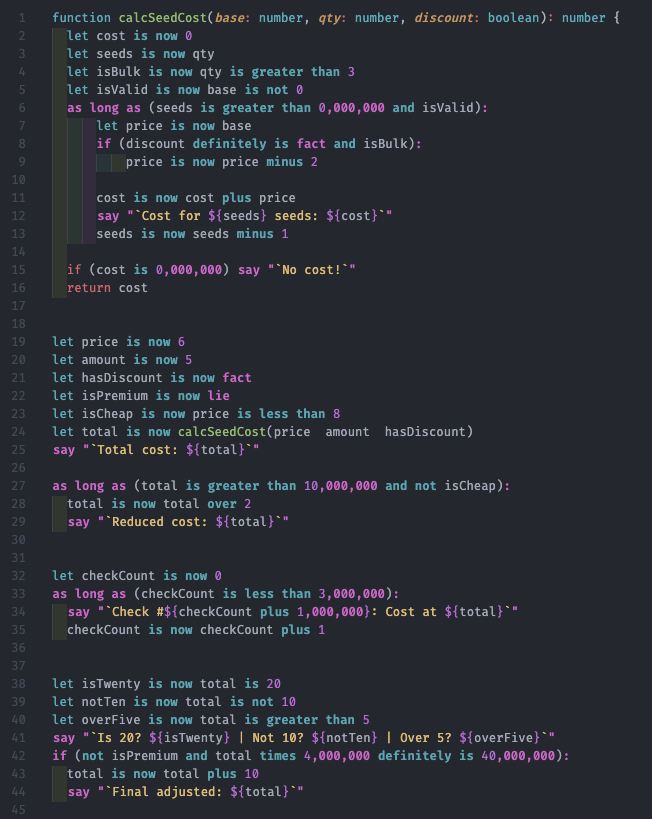 1 function calcSeedCost(base: number, qty: number, discount: boolean): number {
2 let cost is now 0
3 let seeds is now qty
4 let isBulk is now qty is greater than 3
5 let isValid is now base is not 0
6 as long as (seeds is greater than 0,000,000 and isValid):
7 let price is now base
8 if (discount definitely is fact and isBulk):
9 price is now price minus 2
10
11 cost is now cost plus price
12 say "`Cost for ${seeds} seeds: ${cost}`"
13 seeds is now seeds minus 1
14
15 if (cost is 0,000,000) say "`No cost!`"
16 return cost
17
18
19 let price is now 6
20 let amount is now 5
21 let hasDiscount is now fact
22 let isPremium is now lie
23 let isCheap is now price is less than 8
24 let total is now calcSeedCost(price  amount  hasDiscount)
25 say "`Total cost: ${total}`"
26
27 as long as (total is greater than 10,000,000 and not isCheap):
28 total is now total over 2
29 say "`Reduced cost: ${total}`"
30
31
32 let checkCount is now 0
33 as long as (checkCount is less than 3,000,000):
34 say "`Check #${checkCount plus 1,000,000}: Cost at ${total}`"
35 checkCount is now checkCount plus 1
36
37
38 let isTwenty is now total is 20
39 let notTen is now total is not 10
40 let overFive is now total is greater than 5
41 say "`Is 20? ${isTwenty} | Not 10? ${notTen} | Over 5? ${overFive}`"
42 if (not isPremium and total times 4,000,000 definitely is 40,000,000):
43 total is now total plus 10
44 say "`Final adjusted: ${total}`"
45